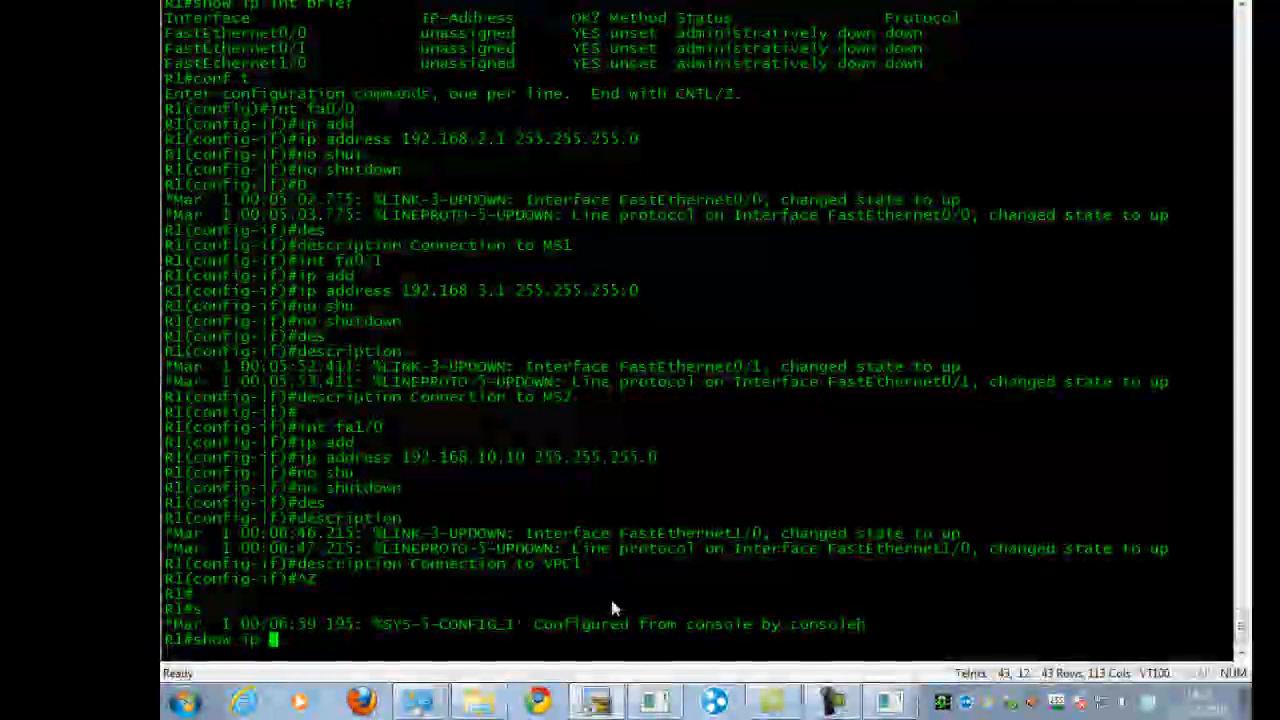 R1#show ip int brief
Interface IP-Address OK? Method Status Protocol
FastEthernet0/0 unassigned YES unset administratively down down
FastEthernet0/1 unassigned YES unset administratively down down
FastEthernet1/0 unassigned YES unset administratively down down
R1#conf t
Enter configuration commands, one per line. End with CNTL/Z.
R1(config)#int fa0/0
R1(config-if)#ip add
R1(config-if)#ip address 192.168.2.1 255.255.255.0
R1(config-if)#no shut
R1(config-if)#no shutdown
R1(config-if)#D
*Mar 1 00:05:02.775: %LINK-3-UPDOWN: Interface FastEthernet0/0, changed state to up
*Mar 1 00:05:03.775: %LINEPROTO-5-UPDOWN: Line protocol on Interface FastEthernet0/0, changed state to up
R1(config-if)#des
R1(config-if)#description Connection to MS1
R1(config-if)#int fa0/1
R1(config-if)#ip add
R1(config-if)#ip address 192.168.3.1 255.255.255.0
R1(config-if)#no shu
R1(config-if)#no shutdown
R1(config-if)#des
R1(config-if)#description
*Mar 1 00:05:52.411: %LINK-3-UPDOWN: Interface FastEthernet0/1, changed state to up
*Mar 1 00:05:53.411: %LINEPROTO-5-UPDOWN: Line protocol on Interface FastEthernet0/1, changed state to up
R1(config-if)#description Connection to MS2
R1(config-if)#
R1(config-if)#int fa1/0
R1(config-if)#ip add
R1(config-if)#ip address 192.168.10.10 255.255.255.0
R1(config-if)#no shu
R1(config-if)#no shutdown
R1(config-if)#des
R1(config-if)#description
*Mar 1 00:06:46.215: %LINK-3-UPDOWN: Interface FastEthernet1/0, changed state to up
*Mar 1 00:06:47.215: %LINEPROTO-5-UPDOWN: Line protocol on Interface FastEthernet1/0, changed state to up
R1(config-if)#description Connection to VPC1
R1(config-if)#^Z
R1#
R1#s
*Mar 1 00:06:59.195: %SYS-5-CONFIG_I: Configured from console by console
R1#show ip
Ready Telnet 43, 12 43 Rows, 113 Cols VT100 NUM